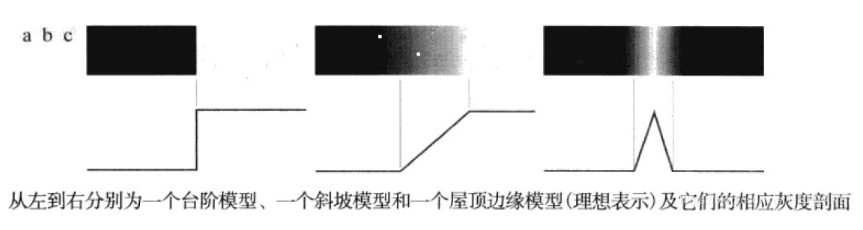 a b c
从左到右分别为一个台阶模型、一个斜坡模型和一个屋顶边缘模型(理想表示)及它们的相应灰度剖面